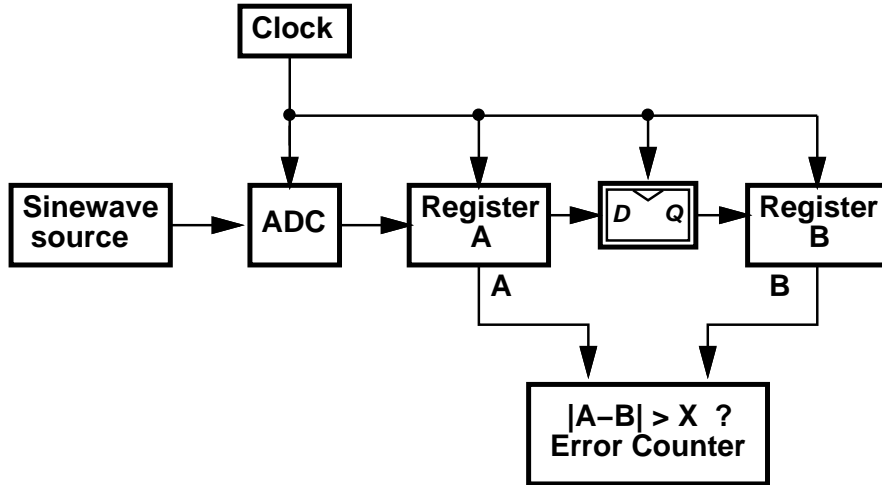 Clock
Sinewave
source
ADC
Register
A
D Q
Register
B
A
B
|A−B| > X ?
Error Counter